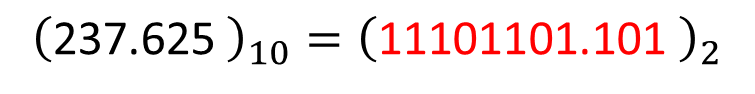 (237.625 )₁₀ = (11101101.101 )₂